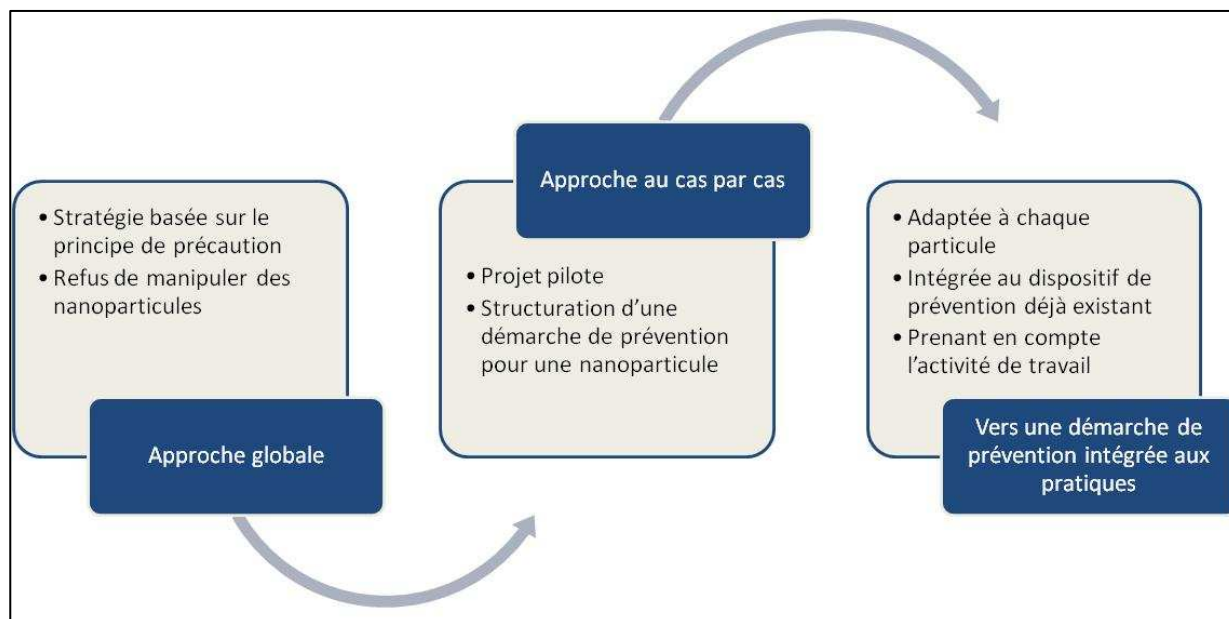 • Stratégie basée sur le
principe de précaution
• Refus de manipuler des
nanoparticules
Approche globale
Approche au cas par cas
• Projet pilote
• Structuration d’une
démarche de prévention
pour une nanoparticule
• Adaptée à chaque
particule
• Intégrée au dispositif de
prévention déjà existant
• Prenant en compte
l’activité de travail
Vers une démarche de
prévention intégrée aux
pratiques